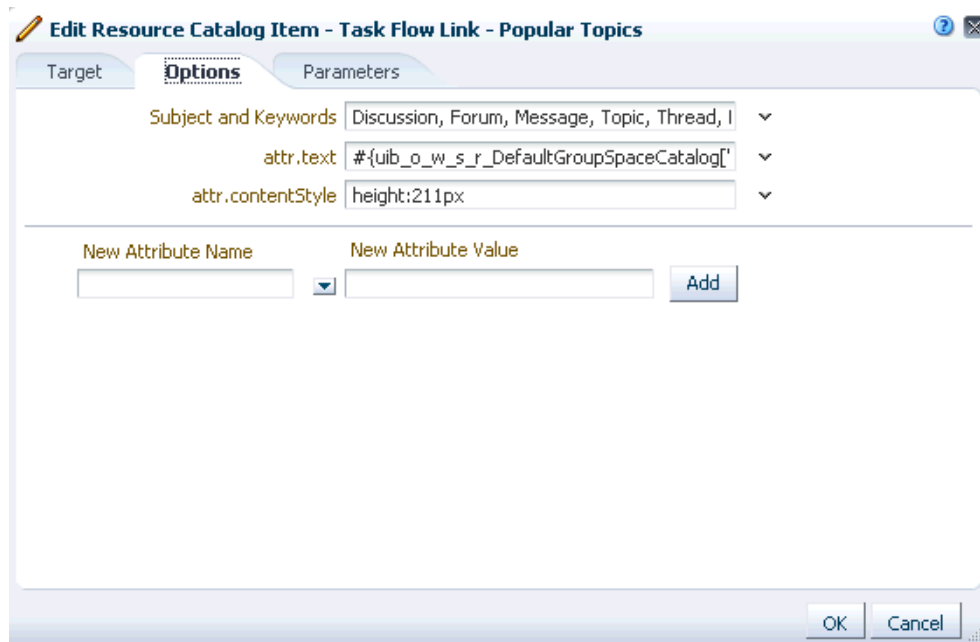 Edit Resource Catalog Item - Task Flow Link - Popular Topics
Target Options Parameters
Subject and Keywords Discussion, Forum, Message, Topic, Thread,
attr.text #{uib_o_w_s_r_DefaultGroupSpaceCatalog['
attr.contentStyle height:211px
New Attribute Name New Attribute Value
Add
OK Cancel